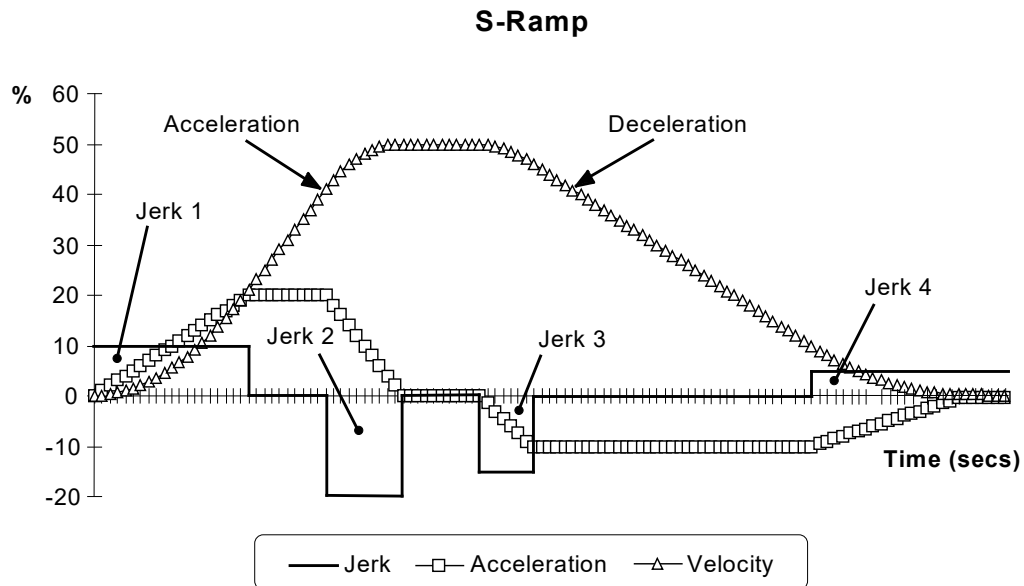 S-Ramp
%
60
Acceleration
Deceleration
50
40
Jerk 1
30
20
Jerk 4
Jerk 2
Jerk 3
10
0
-10
Time (secs)
-20
Jerk
Acceleration
Velocity